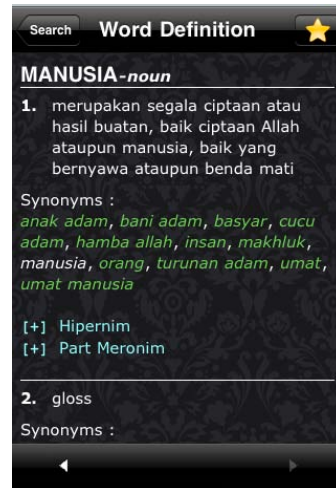 Search Word Definition
MANUSIA-noun
1. merupakan segala ciptaan atau
hasil buatan, baik ciptaan Allah
ataupun manusia, baik yang
bernyawa ataupun benda mati
Synonyms :
anak adam, bani adam, basyar, cucu
adam, hamba allah, insan, makhluk,
manusia, orang, turunan adam, umat,
umat manusia
[+] Hipernim
[+] Part Meronim
2. gloss
Synonyms :